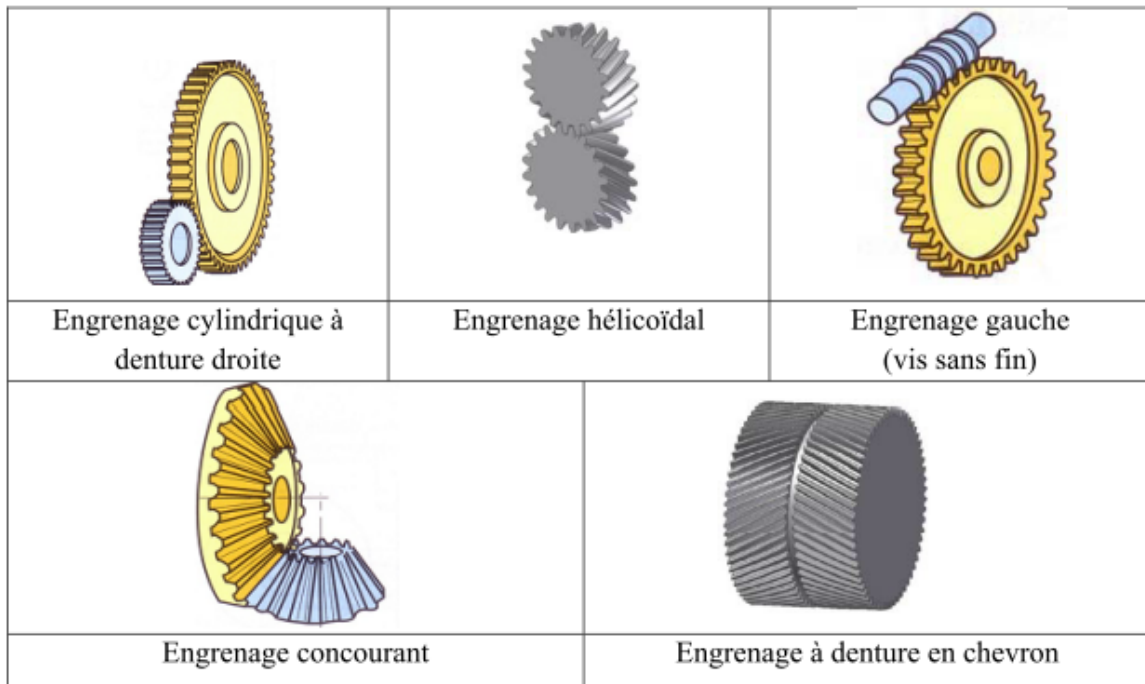 Engrenage cylindrique à
denture droite
Engrenage hélicoïdal
Engrenage gauche
(vis sans fin)
Engrenage concourant
Engrenage à denture en chevron